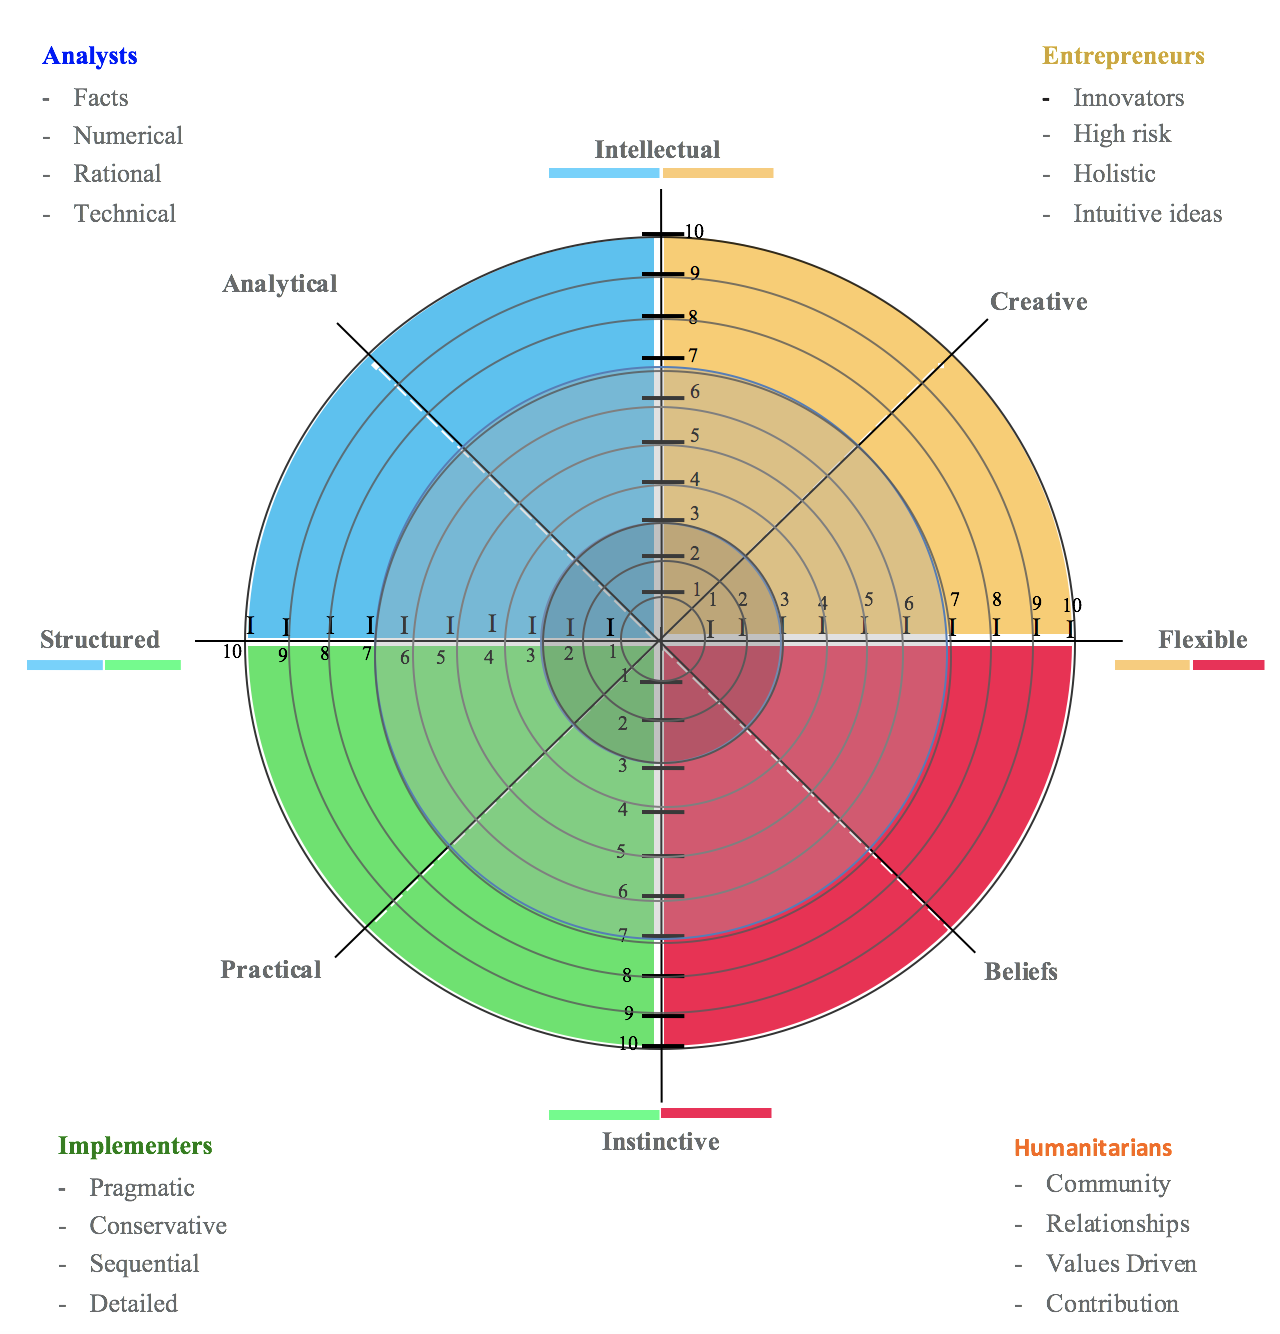 Analysts
- Facts
- Numerical
- Rational
- Technical
Entrepreneurs
- Innovators
- High risk
- Holistic
- Intuitive ideas
Intellectual
Analytical
Creative
10
9
8
7
6
5
4
3
2
1
1 2 3 4 5 6 7 8 9 10
I I I I I I I I I I I I I I I I I I I I
Structured
Flexible
10 9 8 7 6 5 4 3 2 1
1
2
3
4
5
6
7
8
9
10
Practical
Beliefs
Instinctive
Implementers
- Pragmatic
- Conservative
- Sequential
- Detailed
Humanitarians
- Community
- Relationships
- Values Driven
- Contribution